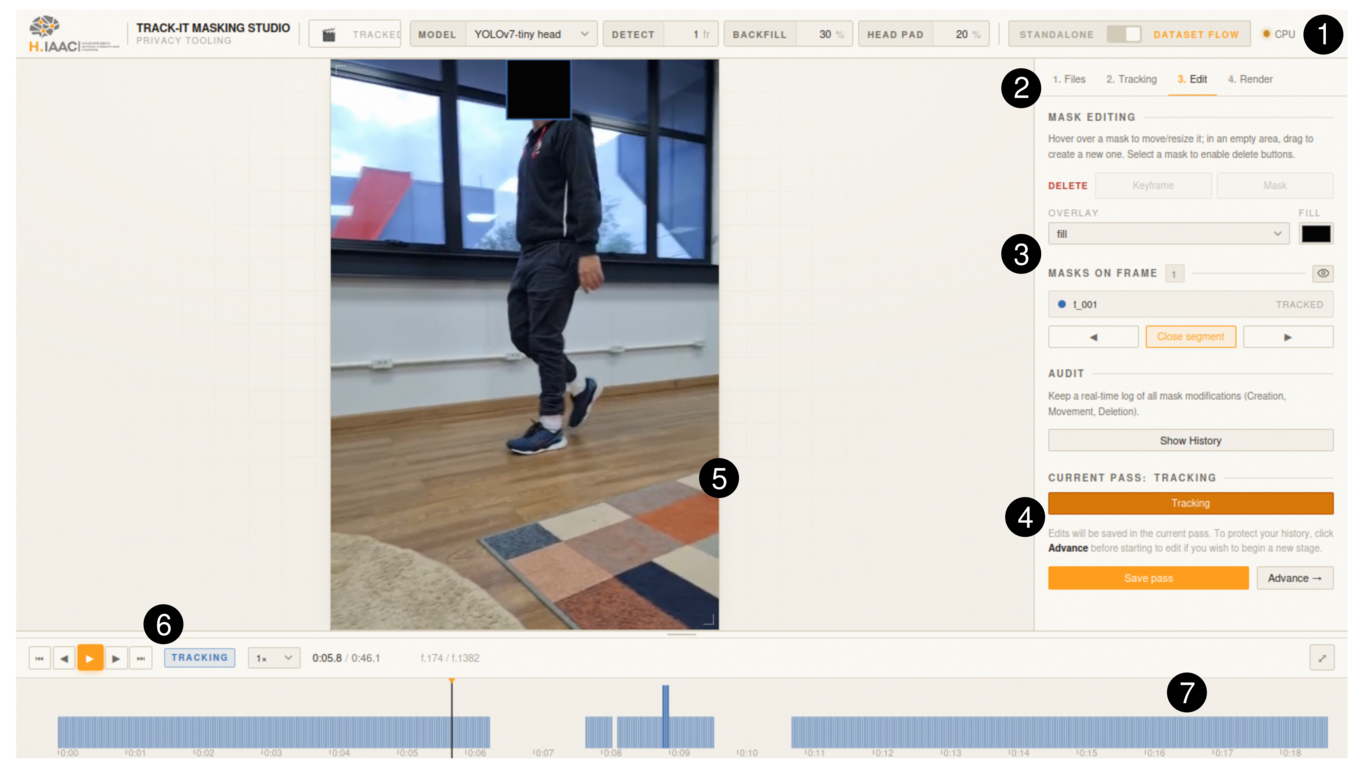 H.IAAC
TRACK-IT MASKING STUDIO
PRIVACY TOOLING
TRACKED
MODEL YOLOv7-tiny head
DETECT 1 fr
BACKFILL 30 %
HEAD PAD 20 %
STANDALONE DATASET FLOW
CPU
1
2
1. Files 2. Tracking 3. Edit 4. Render
MASK EDITING
Hover over a mask to move/resize it; in an empty area, drag to
create a new one. Select a mask to enable delete buttons.
DELETE Keyframe Mask
OVERLAY FILL
fill
3
MASKS ON FRAME 1
t_001 TRACKED
Close segment
AUDIT
Keep a real-time log of all mask modifications (Creation,
Movement, Deletion).
Show History
CURRENT PASS: TRACKING
4
Tracking
Edits will be saved in the current pass. To protect your history, click
Advance before starting to edit if you wish to begin a new stage.
Save pass Advance →
5
6
TRACKING 1× 0:05.8 / 0:46.1 f.174 / f.1382
7
0:00 0:01 0:02 0:03 0:04 0:05 0:06 0:07 0:08 0:09 0:10 0:11 0:12 0:13 0:14 0:15 0:16 0:17 0:18